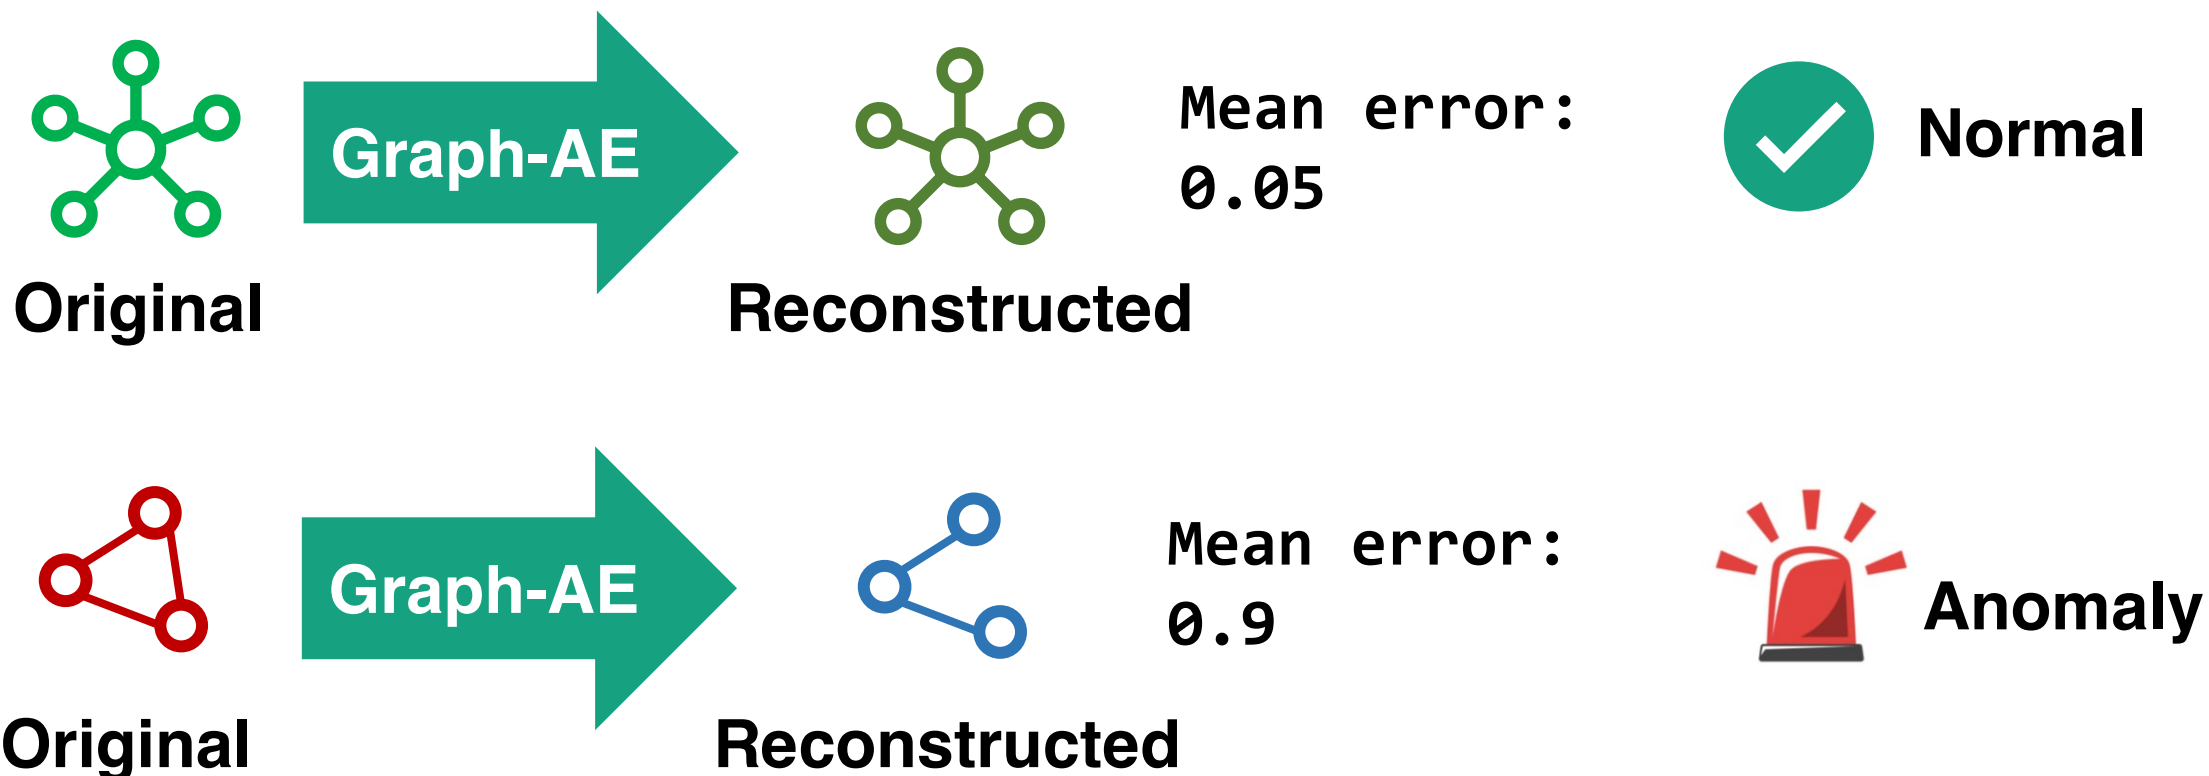 Graph-AE
Mean error:
0.05
Normal
Original
Reconstructed
Graph-AE
Mean error:
0.9
Anomaly
Original
Reconstructed